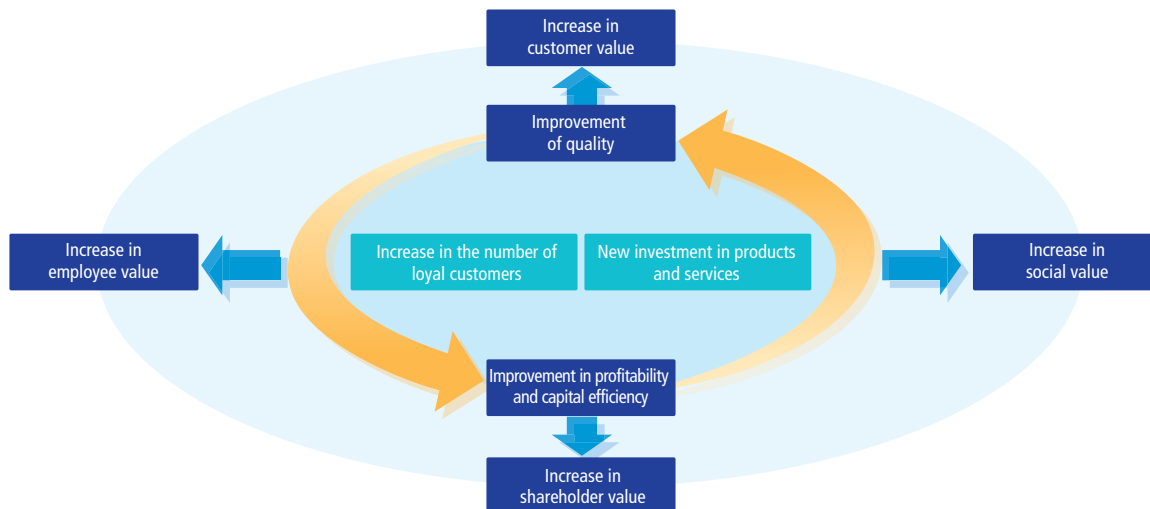 Increase in
customer value
Improvement
of quality
Increase in
employee value
Increase in the number of
loyal customers
New investment in products
and services
Increase in
social value
Improvement in profitability
and capital efficiency
Increase in
shareholder value